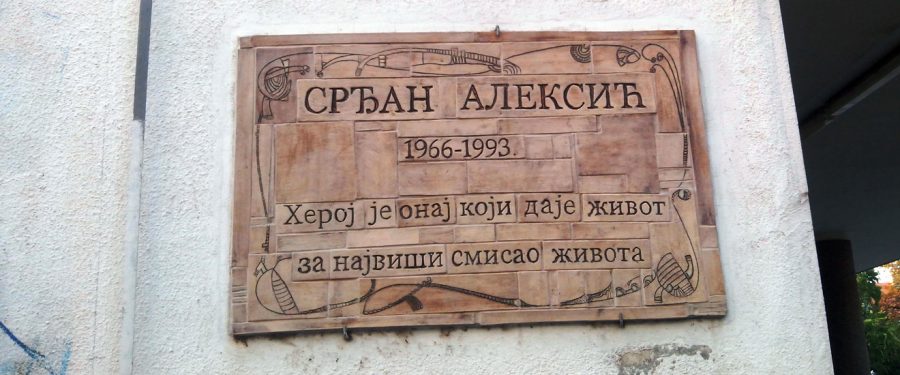 СРЂАН АЛЕКСИЋ
1966-1993.
Херој је онај који даје живот
за највиши смисао живота